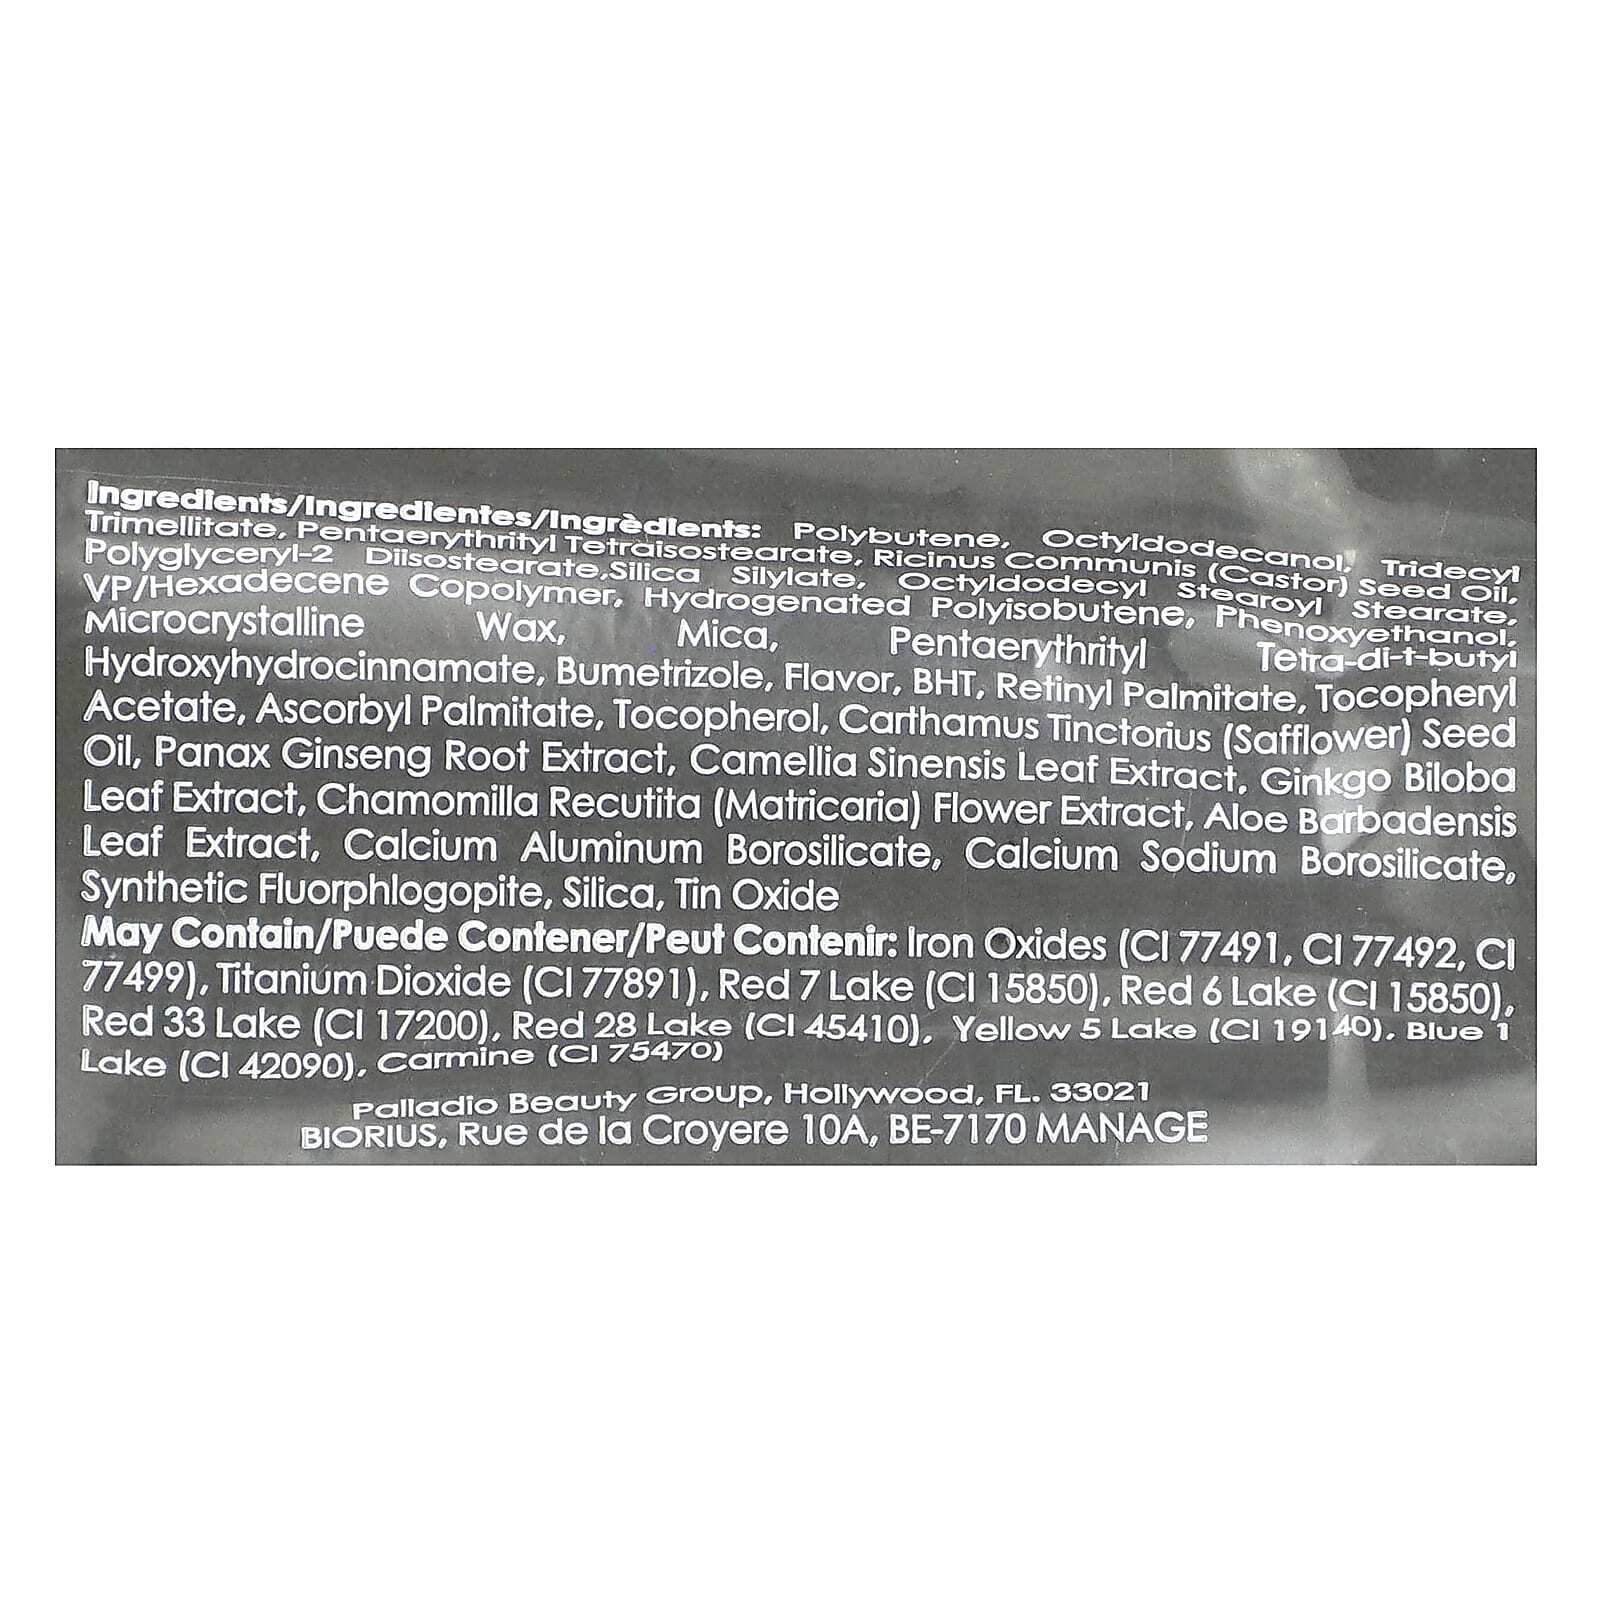 Ingredients/Ingredientes/Ingrèdients: Polybutene, Octyldodecanol, Tridecyl
Trimellitate, Pentaerythrityl Tetraisostearate, Ricinus Communis (Castor) Seed Oil,
Polyglyceryl-2 Diisostearate,Silica Silylate, Octyldodecyl Stearoyl Stearate,
VP/Hexadecene Copolymer, Hydrogenated Polyisobutene, Phenoxyethanol,
Microcrystalline Wax, Mica, Pentaerythrityl Tetra-di-t-butyl
Hydroxyhydrocinnamate, Bumetrizole, Flavor, BHT, Retinyl Palmitate, Tocopheryl
Acetate, Ascorbyl Palmitate, Tocopherol, Carthamus Tinctorius (Safflower) Seed
Oil, Panax Ginseng Root Extract, Camellia Sinensis Leaf Extract, Ginkgo Biloba
Leaf Extract, Chamomilla Recutita (Matricaria) Flower Extract, Aloe Barbadensis
Leaf Extract, Calcium Aluminum Borosilicate, Calcium Sodium Borosilicate,
Synthetic Fluorphlogopite, Silica, Tin Oxide
May Contain/Puede Contener/Peut Contenir: Iron Oxides (CI 77491, CI 77492, CI
77499), Titanium Dioxide (CI 77891), Red 7 Lake (CI 15850), Red 6 Lake (CI 15850),
Red 33 Lake (CI 17200), Red 28 Lake (CI 45410), Yellow 5 Lake (CI 19140), Blue 1
Lake (CI 42090), Carmine (CI 75470)
Palladio Beauty Group, Hollywood, FL. 33021
BIORIUS, Rue de la Croyere 10A, BE-7170 MANAGE